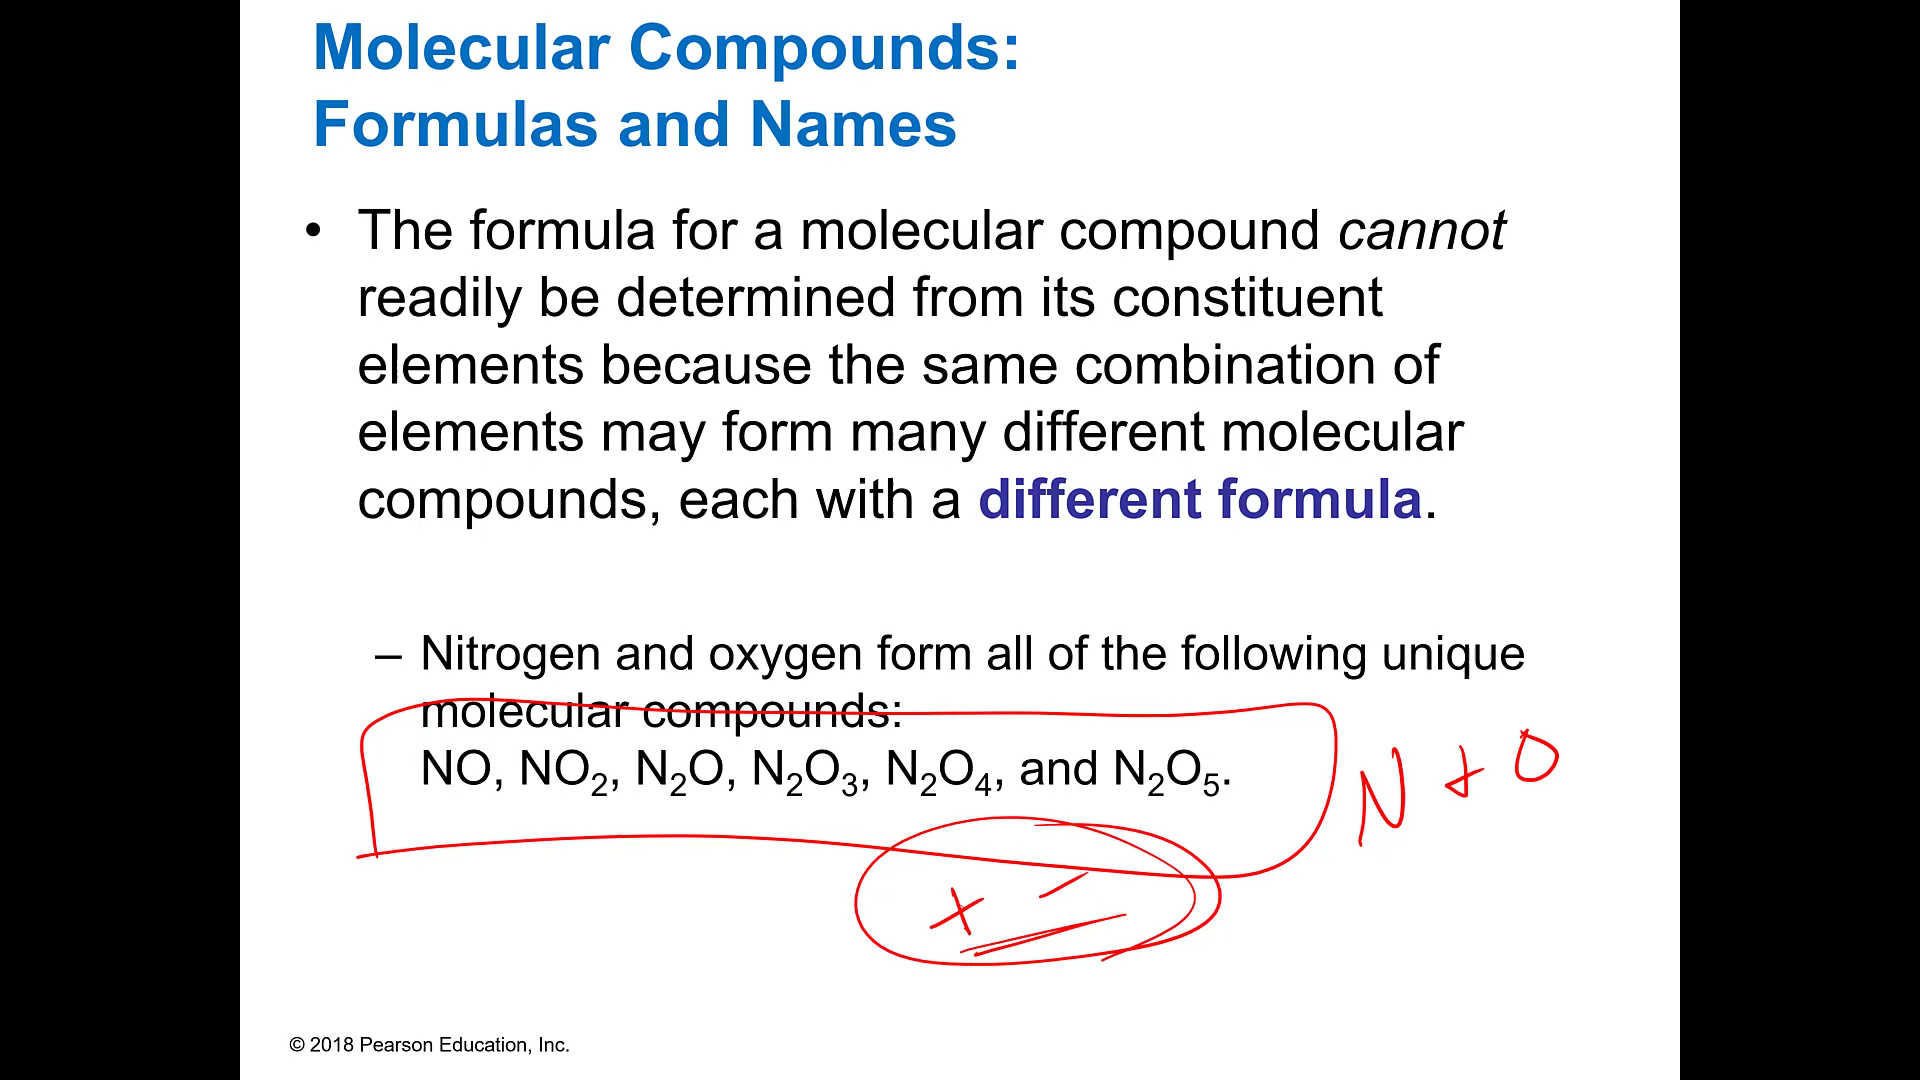 Molecular Compounds:
Formulas and Names
• The formula for a molecular compound cannot
readily be determined from its constituent
elements because the same combination of
elements may form many different molecular
compounds, each with a different formula.
– Nitrogen and oxygen form all of the following unique
molecular compounds:
NO, NO₂, N₂O, N₂O₃, N₂O₄, and N₂O₅.
N + O
+ −
© 2018 Pearson Education, Inc.